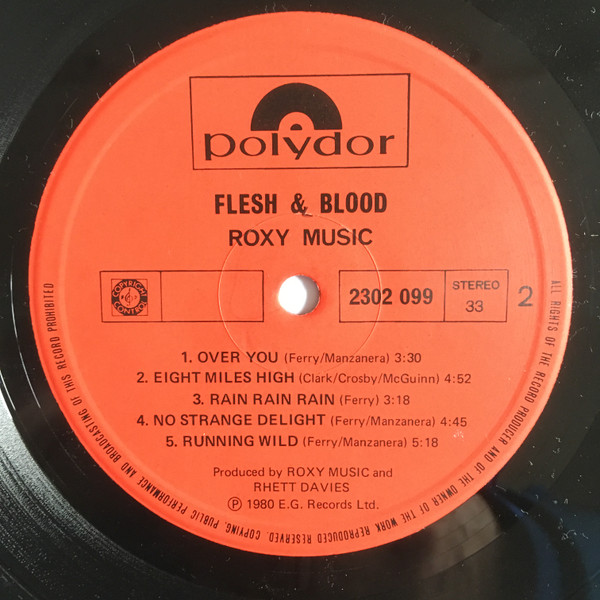 polydor
FLESH & BLOOD
ROXY MUSIC
COPYRIGHT CONTROL
2302 099
STEREO
33
2
1. OVER YOU (Ferry/Manzanera) 3:30
2. EIGHT MILES HIGH (Clark/Crosby/McGuinn) 4:52
3. RAIN RAIN RAIN (Ferry) 3:18
4. NO STRANGE DELIGHT (Ferry/Manzanera) 4:45
5. RUNNING WILD (Ferry/Manzanera) 5:18
Produced by ROXY MUSIC and
RHETT DAVIES
Ⓟ 1980 E.G. Records Ltd.
ALL RIGHTS OF THE RECORD PRODUCER AND OF THE OWNER OF THE WORK REPRODUCED RESERVED. COPYING, PUBLIC PERFORMANCE AND BROADCASTING OF THIS RECORD PROHIBITED